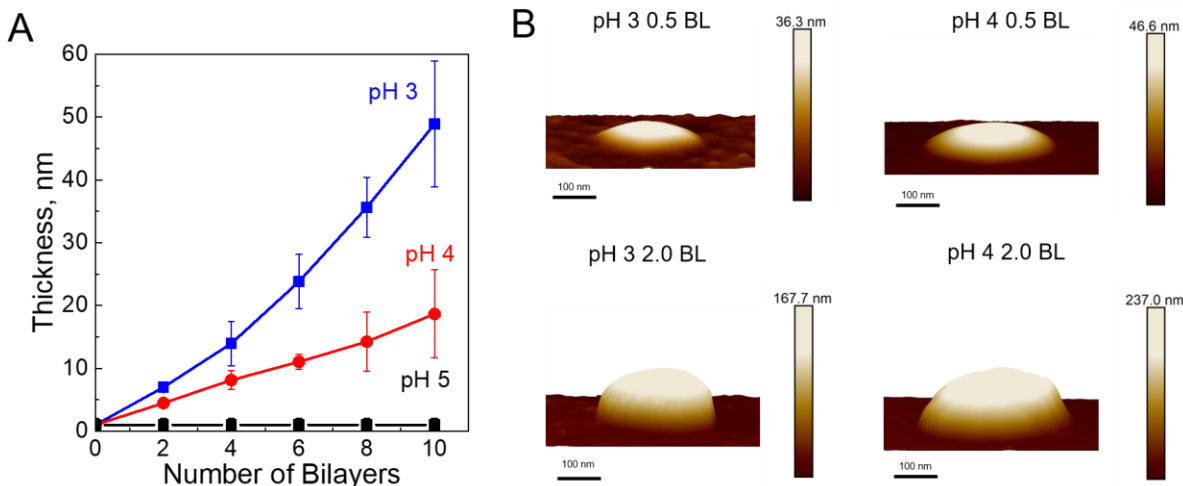 A
Thickness, nm
60
50
40
30
20
10
0
0 2 4 6 8 10
Number of Bilayers
pH 3
pH 4
pH 5
B
pH 3 0.5 BL
36.3 nm
100 nm
pH 4 0.5 BL
46.6 nm
100 nm
pH 3 2.0 BL
167.7 nm
100 nm
pH 4 2.0 BL
237.0 nm
100 nm